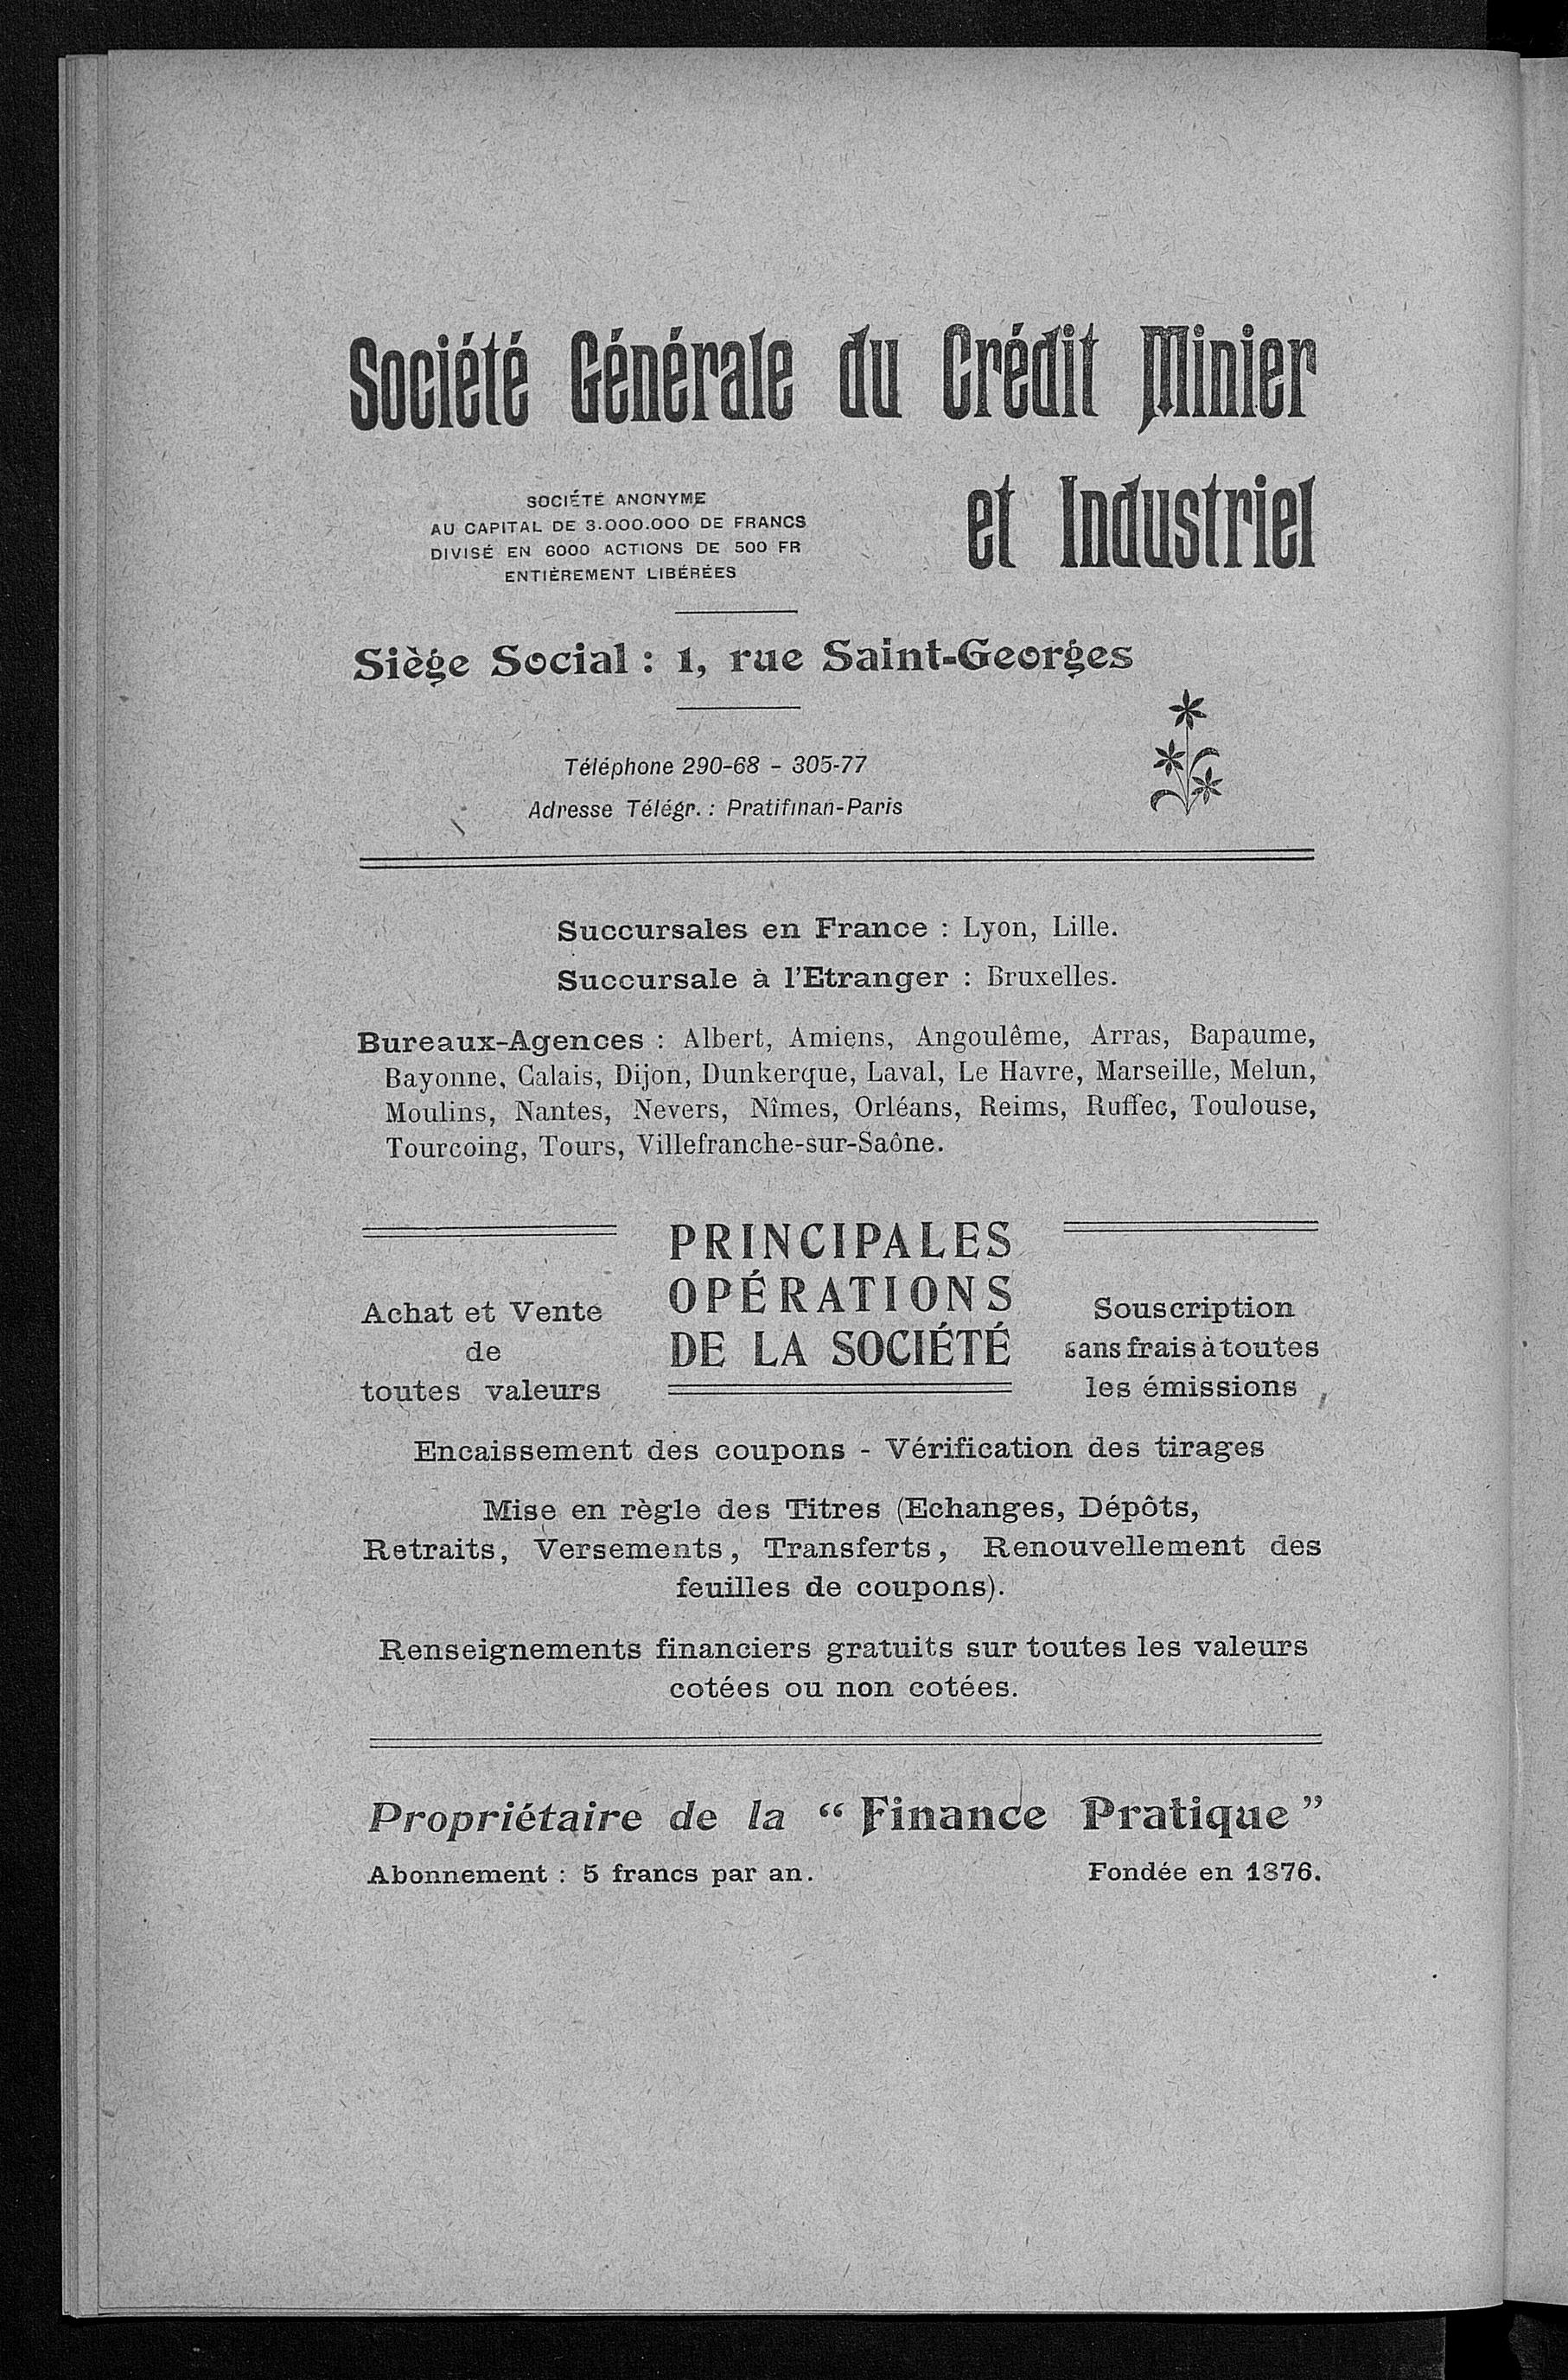 Société Générale du Crédit Minier
et Industriel
SOCIÉTÉ ANONYME
AU CAPITAL DE 3.000.000 DE FRANCS
DIVISÉ EN 6000 ACTIONS DE 500 FR
ENTIÈREMENT LIBÉRÉES
Siège Social : 1, rue Saint-Georges
Téléphone 290-68 - 305-77
Adresse Télégr. : Pratifinan-Paris
Succursales en France : Lyon, Lille.
Succursale à l'Etranger : Bruxelles.
Bureaux-Agences : Albert, Amiens, Angoulême, Arras, Bapaume,
Bayonne, Calais, Dijon, Dunkerque, Laval, Le Havre, Marseille, Melun,
Moulins, Nantes, Nevers, Nîmes, Orléans, Reims, Ruffec, Toulouse,
Tourcoing, Tours, Villefranche-sur-Saône.
PRINCIPALES
OPÉRATIONS
DE LA SOCIÉTÉ
Achat et Vente
de
toutes valeurs
Souscription
sans frais à toutes
les émissions
Encaissement des coupons - Vérification des tirages
Mise en règle des Titres (Echanges, Dépôts,
Retraits, Versements, Transferts, Renouvellement des
feuilles de coupons).
Renseignements financiers gratuits sur toutes les valeurs
cotées ou non cotées.
Propriétaire de la “ Finance Pratique ”
Abonnement : 5 francs par an.
Fondée en 1876.